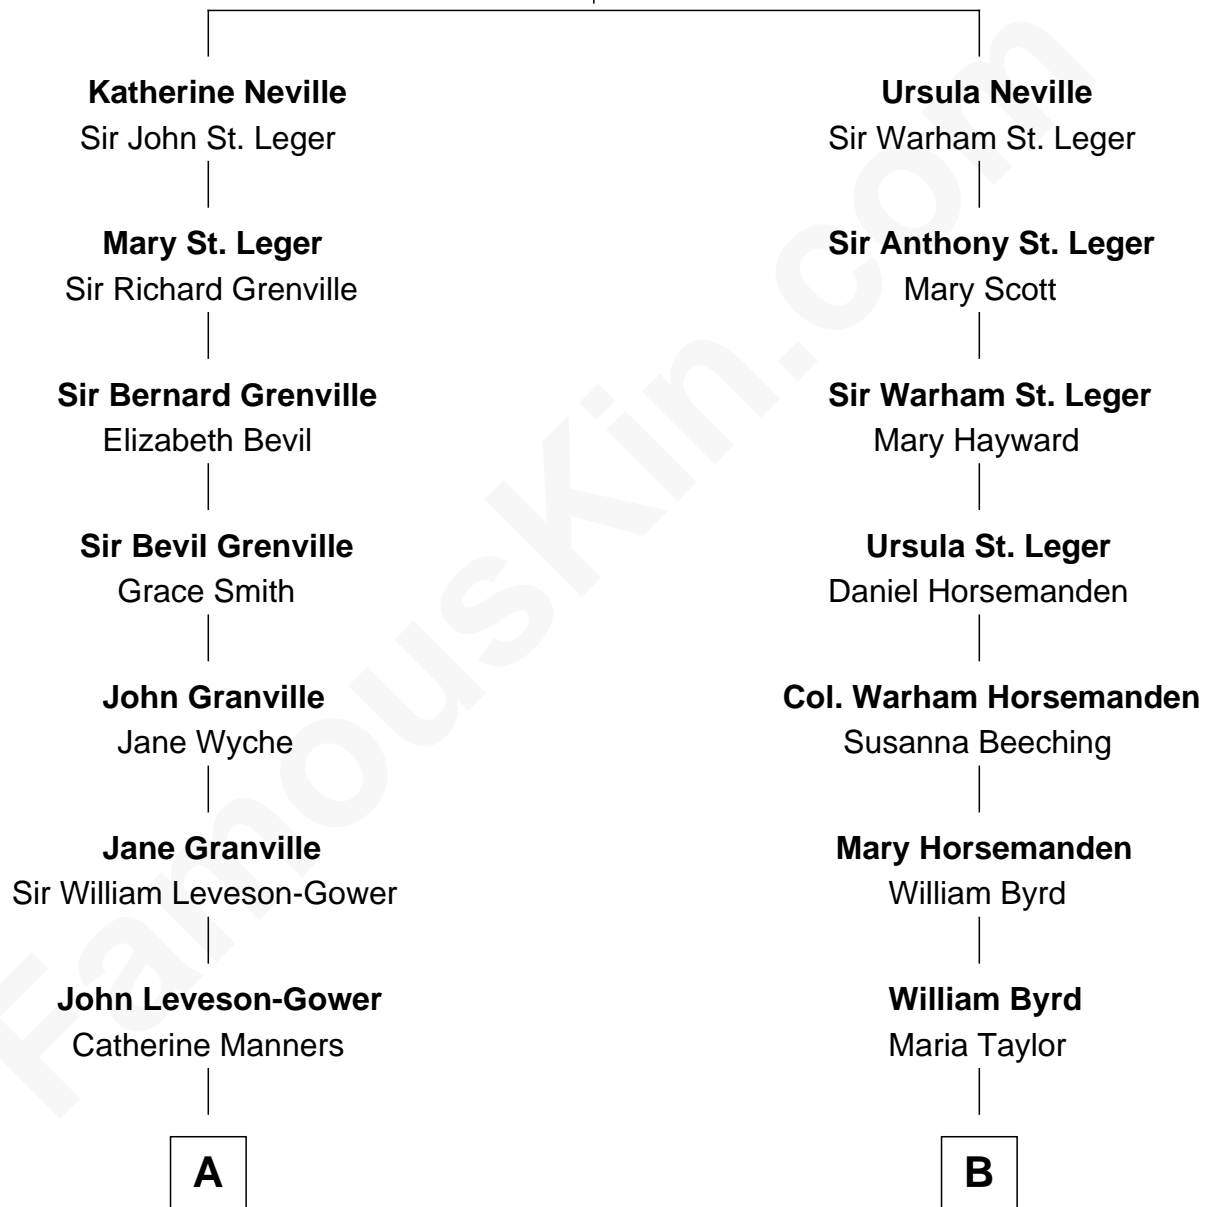 Katherine Neville
Sir John St. Leger
Mary St. Leger
Sir Richard Grenville
Sir Bernard Grenville
Elizabeth Bevil
Sir Bevil Grenville
Grace Smith
John Granville
Jane Wyche
Jane Granville
Sir William Leveson-Gower
John Leveson-Gower
Catherine Manners
A
Ursula Neville
Sir Warham St. Leger
Sir Anthony St. Leger
Mary Scott
Sir Warham St. Leger
Mary Hayward
Ursula St. Leger
Daniel Horsemanden
Col. Warham Horsemanden
Susanna Beeching
Mary Horsemanden
William Byrd
William Byrd
Maria Taylor
B
FamousKin.com